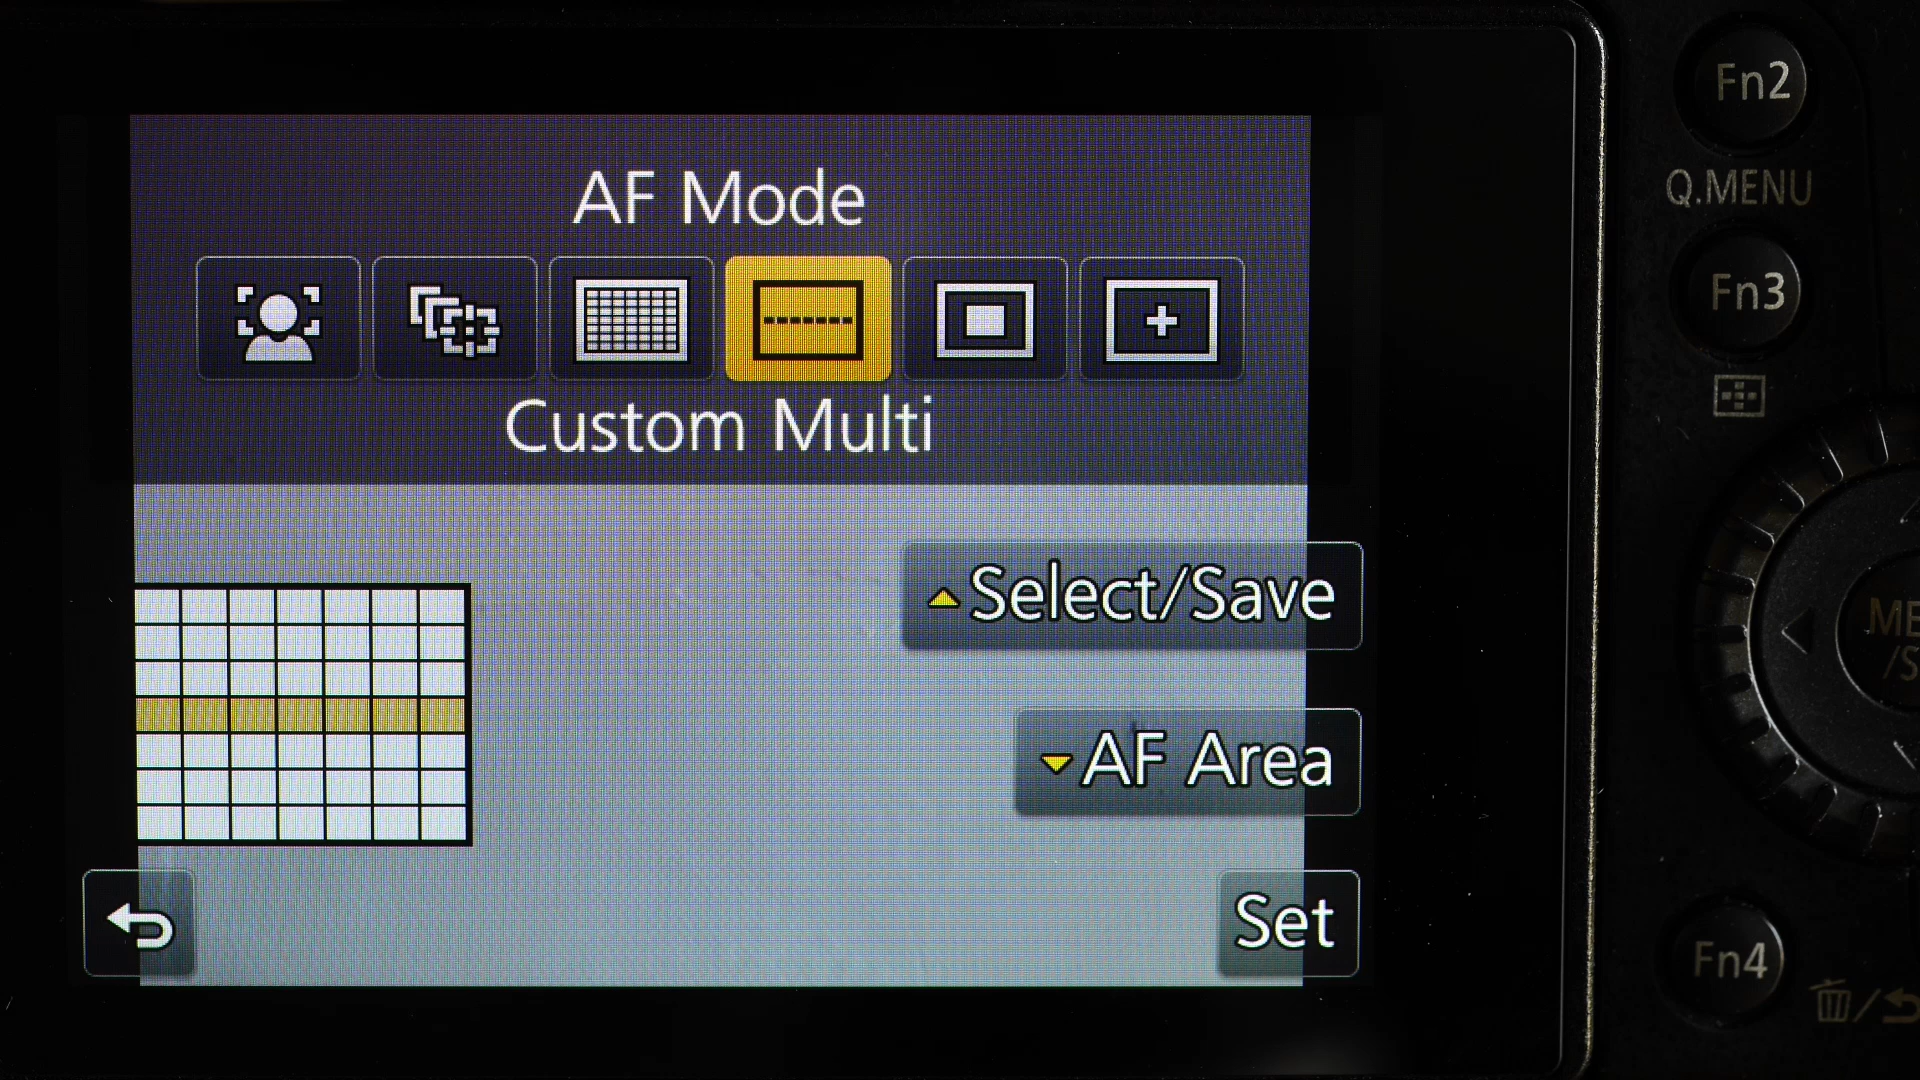 AF Mode
Custom Multi
Select/Save
AF Area
Set
Fn2
Q.MENU
Fn3
Fn4